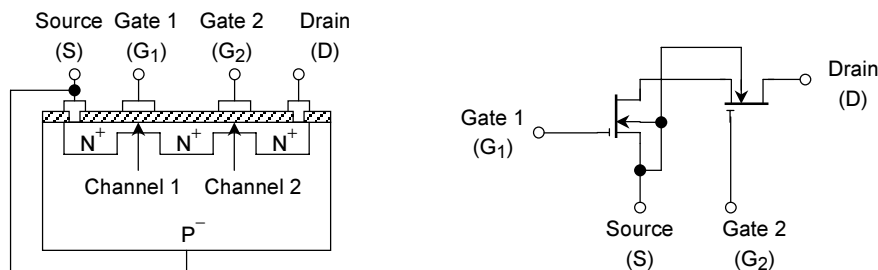 Source Gate 1 Gate 2 Drain
(S) (G1) (G2) (D)
N+ N+ N+
Channel 1 Channel 2
P−
Drain
(D)
Gate 1
(G1)
Source Gate 2
(S) (G2)